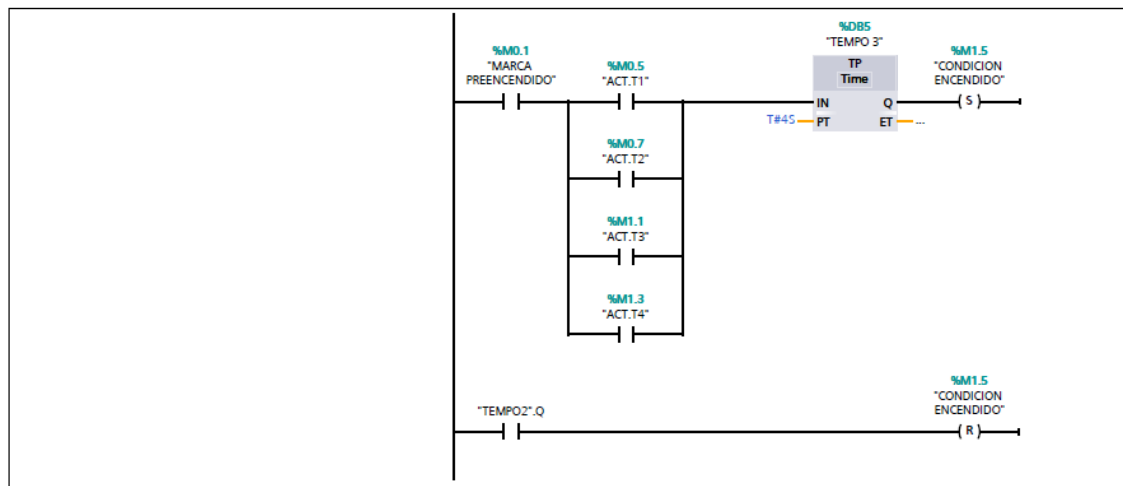 %DB5
"TEMPO 3"
%M0.1
"MARCA
PREENCENDIDO"
%M0.5
"ACT.T1"
TP
Time
%M1.5
"CONDICION
ENCENDIDO"
IN
Q
S
T#4S
PT
ET
...
%M0.7
"ACT.T2"
%M1.1
"ACT.T3"
%M1.3
"ACT.T4"
%M1.5
"CONDICION
ENCENDIDO"
"TEMPO2".Q
R